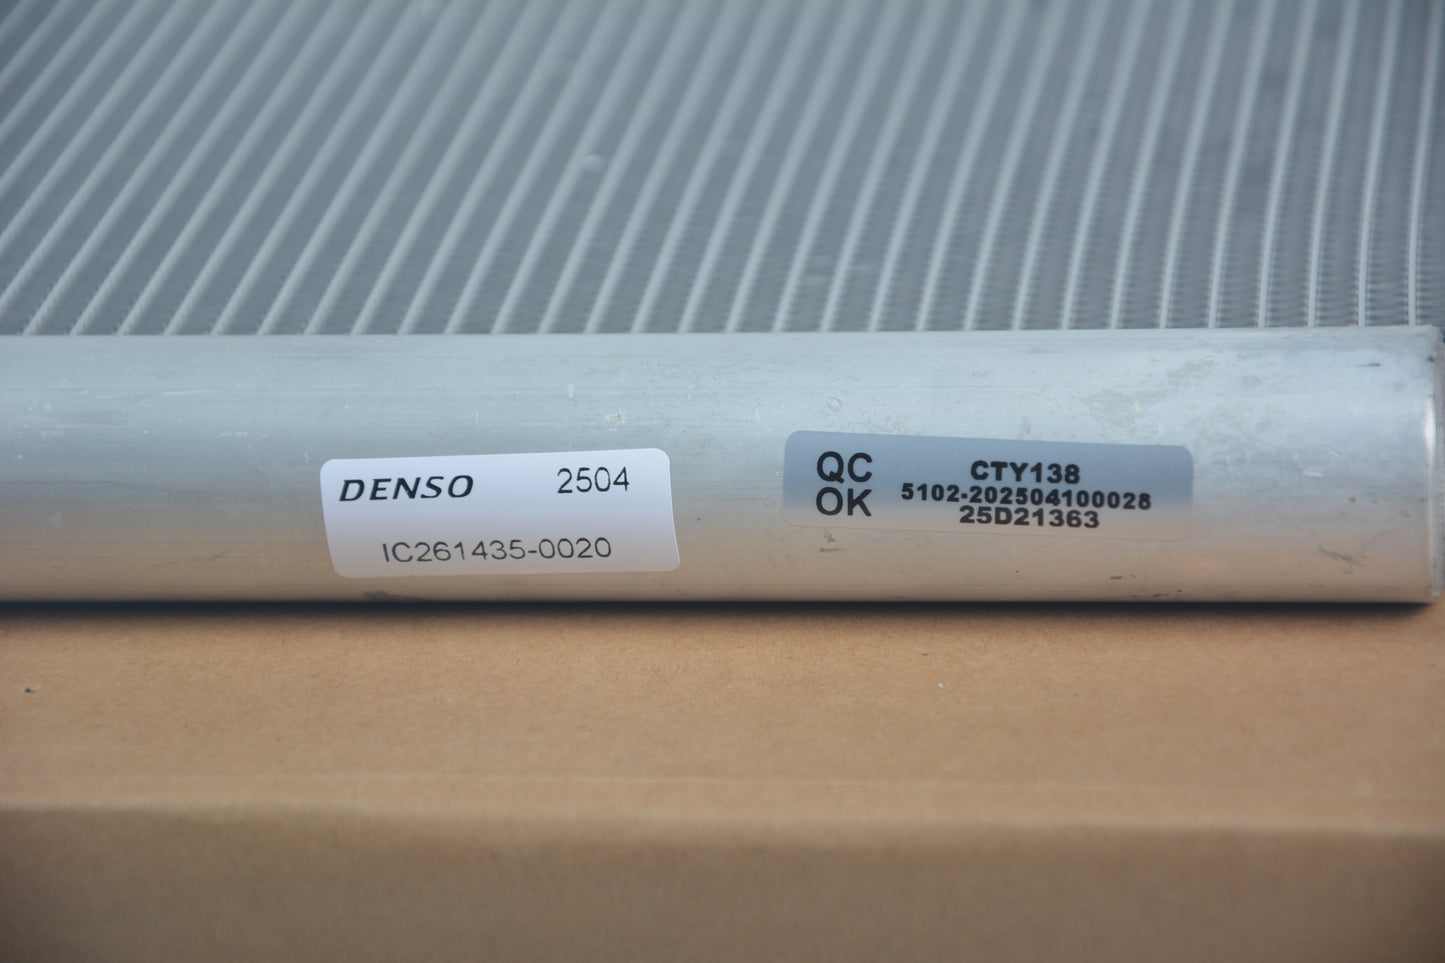 DENSO 2504
IC261435-0020
QC
OK
CTY138
5102-202504100028
25D21363